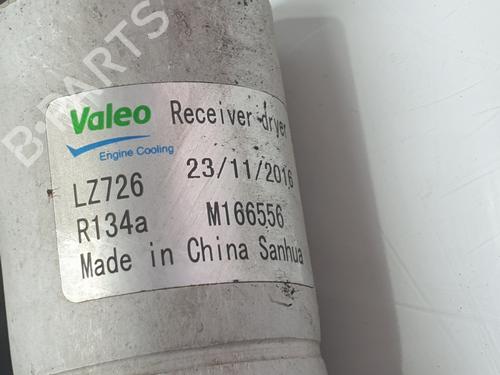 B-PARTS
Valeo Receiver dryer
Engine Cooling
LZ726 23/11/2016
R134a M166556
Made in China Sanhua